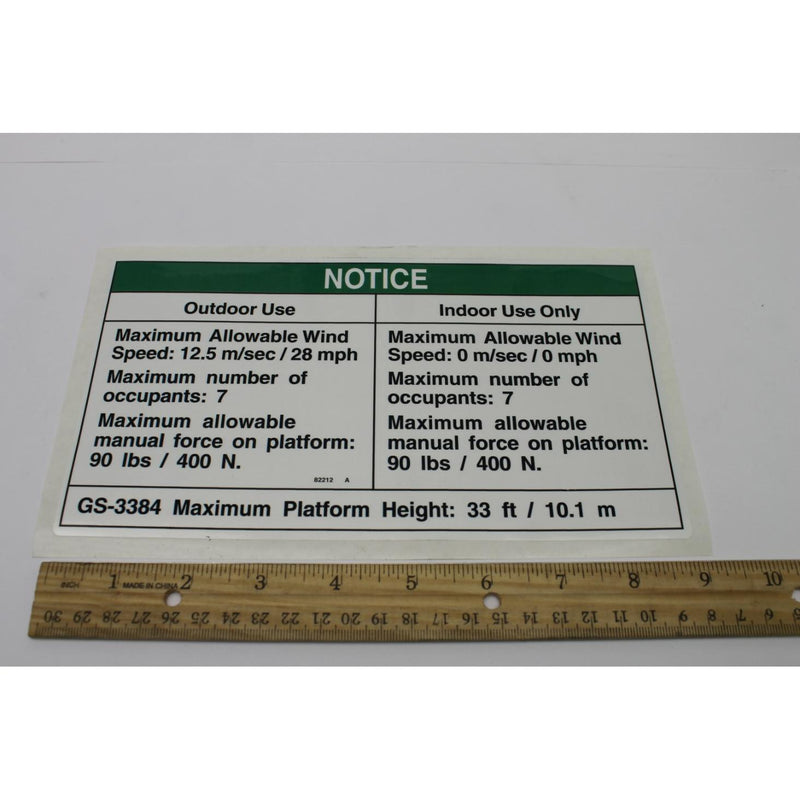 NOTICE
Outdoor Use
Maximum Allowable Wind
Speed: 12.5 m/sec / 28 mph
Maximum number of
occupants: 7
Maximum allowable
manual force on platform:
90 lbs / 400 N.
82212 A
Indoor Use Only
Maximum Allowable Wind
Speed: 0 m/sec / 0 mph
Maximum number of
occupants: 7
Maximum allowable
manual force on platform:
90 lbs / 400 N.
GS-3384 Maximum Platform Height: 33 ft / 10.1 m
INCH 1 MADE IN CHINA 2 3 4 5 6 7 8 9 10
30 29 28 27 26 25 24 23 22 21 20 19 18 17 16 15 14 13 12 11 10 9 8 7 6